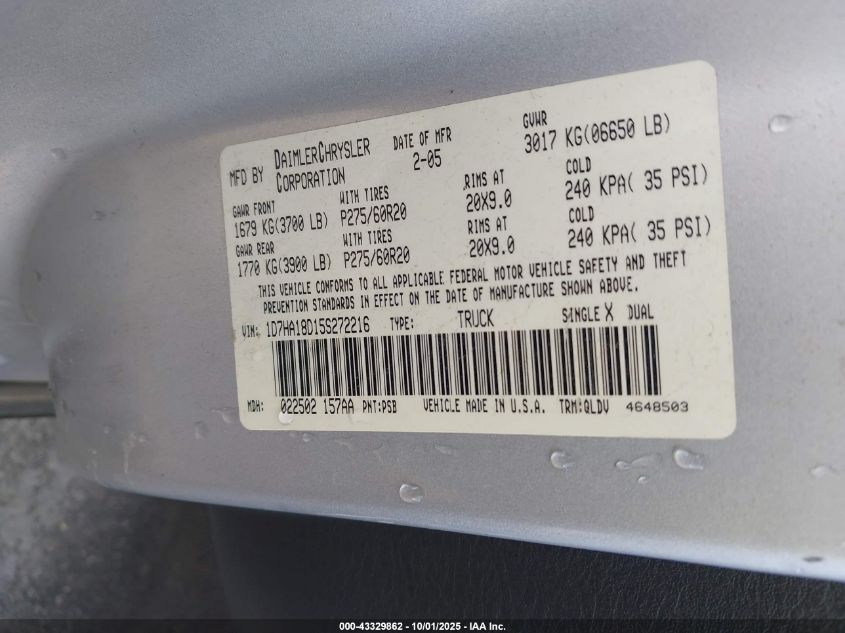 MFD BY DAIMLERCHRYSLER CORPORATION DATE OF MFR 2-05 GVWR 3017 KG(06650 LB)
GAWR FRONT WITH TIRES RIMS AT COLD
1679 KG(3700 LB) P275/60R20 20X9.0 240 KPA( 35 PSI)
GAWR REAR WITH TIRES RIMS AT COLD
1770 KG(3900 LB) P275/60R20 20X9.0 240 KPA( 35 PSI)
THIS VEHICLE CONFORMS TO ALL APPLICABLE FEDERAL MOTOR VEHICLE SAFETY AND THEFT
PREVENTION STANDARDS IN EFFECT ON THE DATE OF MANUFACTURE SHOWN ABOVE.
VIN: 1D7HA18D15S272216 TYPE: TRUCK SINGLE X DUAL
MDH: 022502 157AA PNT:PSB VEHICLE MADE IN U.S.A. TRM:QLDV 4648503
000-43329862 - 10/01/2025 - IAA Inc.